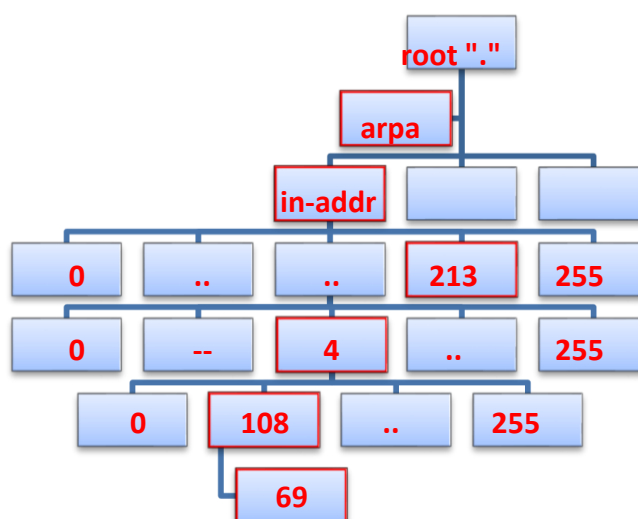 root "."
arpa
in-addr
0 .. .. 213 255
0 -- 4 .. 255
0 108 .. 255
69